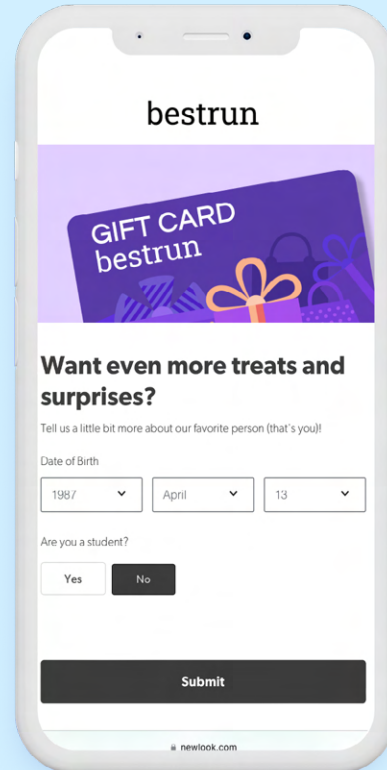 bestrun
GIFT CARD
bestrun
Want even more treats and
surprises?
Tell us a little bit more about our favorite person (that's you)!
Date of Birth
1987 April 13
Are you a student?
Yes No
Submit
newlook.com